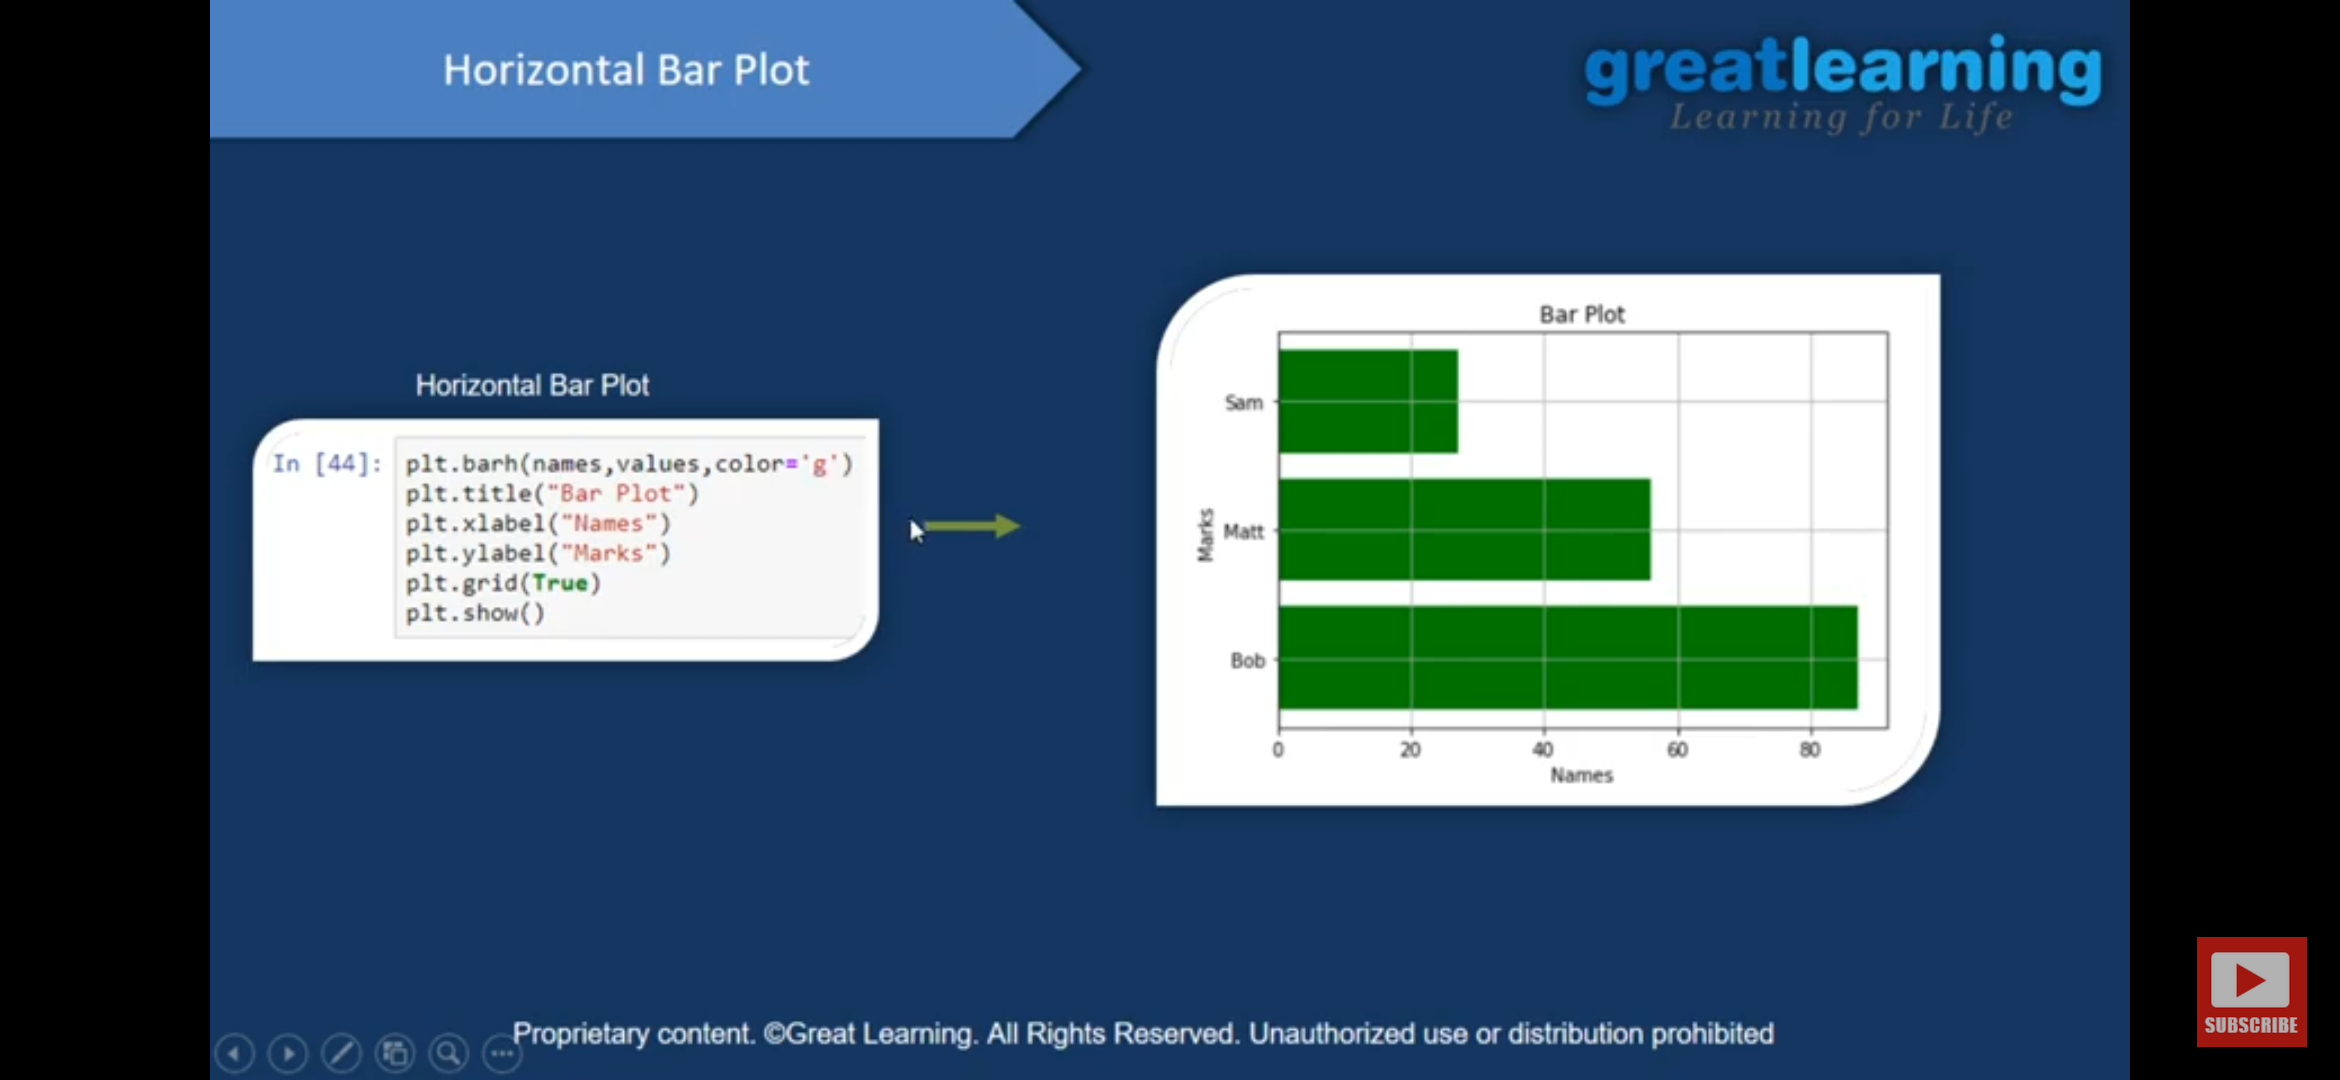 Horizontal Bar Plot
greatlearning
Learning for Life
Horizontal Bar Plot
In [44]: plt.barh(names,values,color='g')
plt.title("Bar Plot")
plt.xlabel("Names")
plt.ylabel("Marks")
plt.grid(True)
plt.show()
Bar Plot
Sam
Matt
Bob
Marks
0 20 40 60 80
Names
Proprietary content. ©Great Learning. All Rights Reserved. Unauthorized use or distribution prohibited
SUBSCRIBE